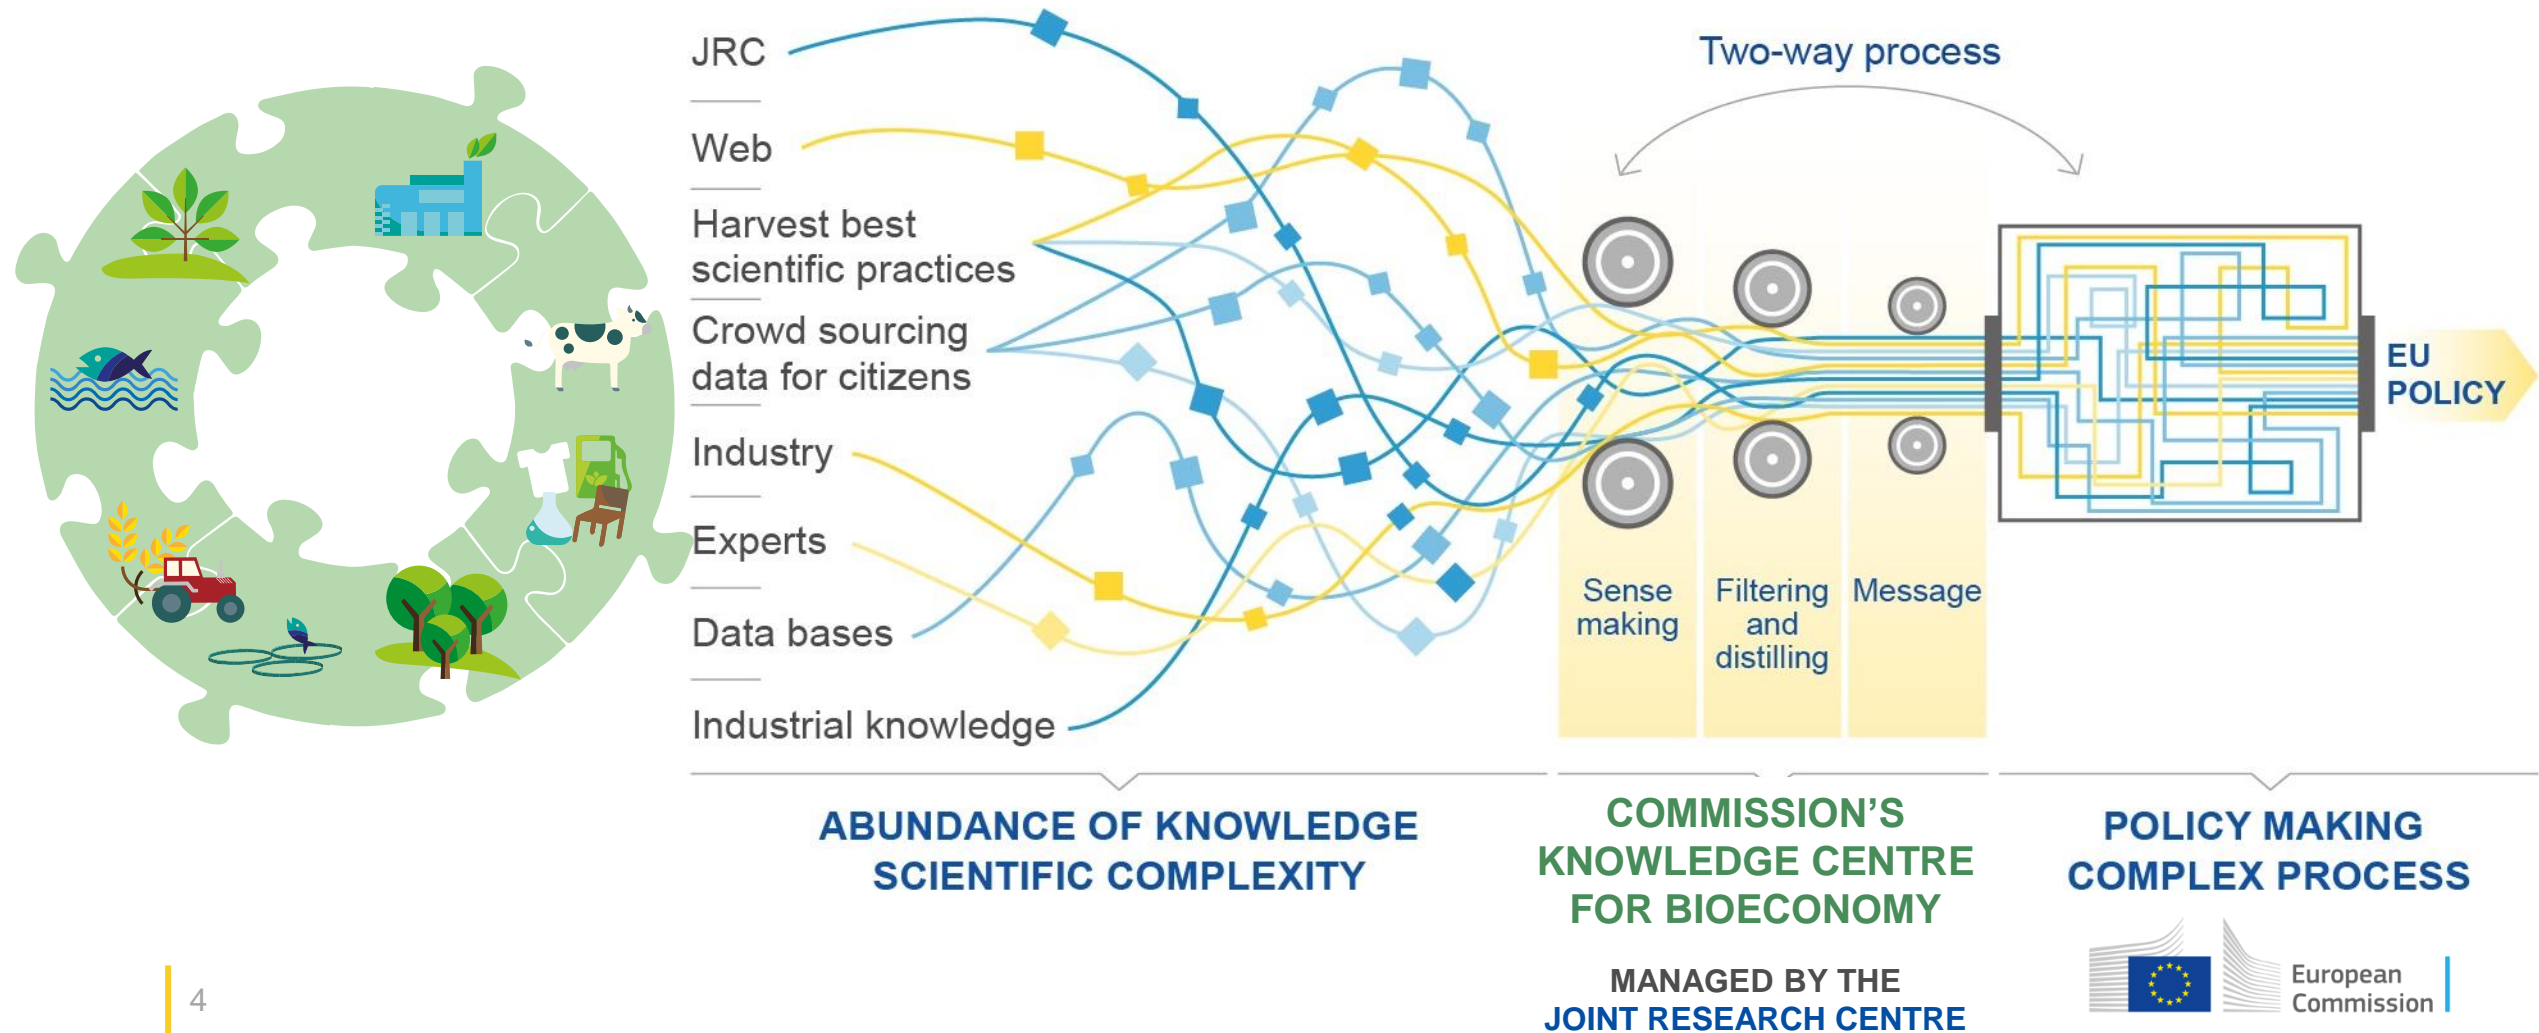 JRC
Web
Harvest best
scientific practices
Crowd sourcing
data for citizens
Industry
Experts
Data bases
Industrial knowledge
Two-way process
Sense
making
Filtering
and
distilling
Message
EU
POLICY
ABUNDANCE OF KNOWLEDGE
SCIENTIFIC COMPLEXITY
COMMISSION’S
KNOWLEDGE CENTRE
FOR BIOECONOMY
MANAGED BY THE
JOINT RESEARCH CENTRE
POLICY MAKING
COMPLEX PROCESS
European
Commission
4